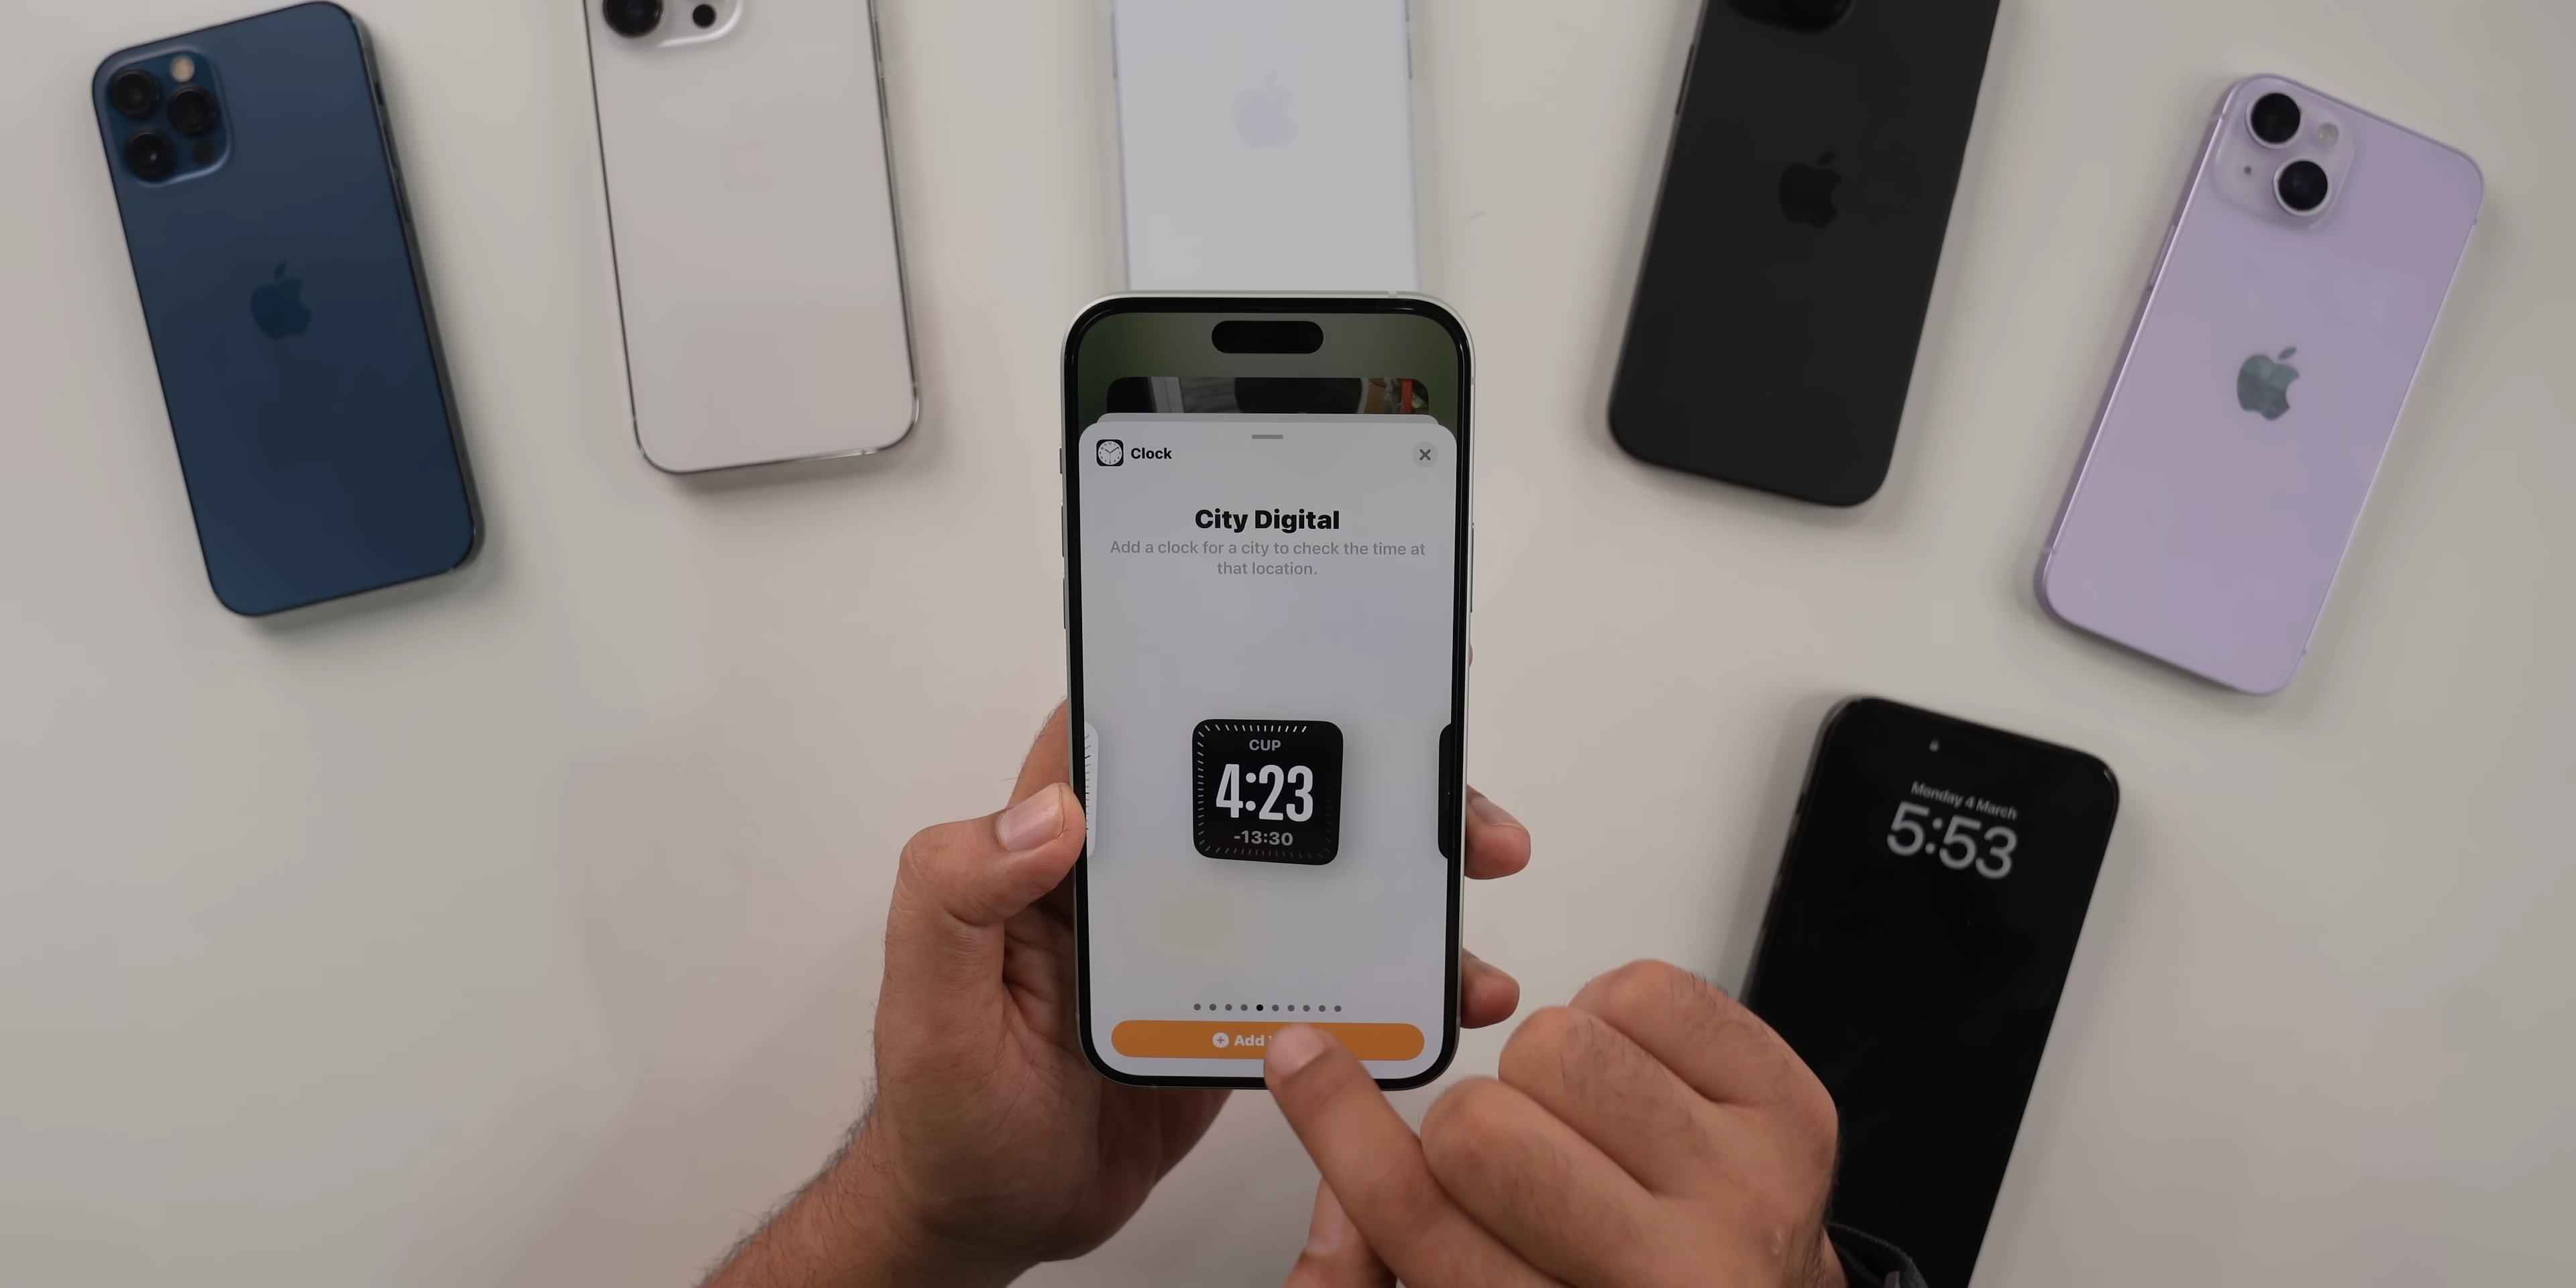 Clock
City Digital
Add a clock for a city to check the time at
that location.
CUP
4:23
-13:30
Add
Monday 4 March
5:53